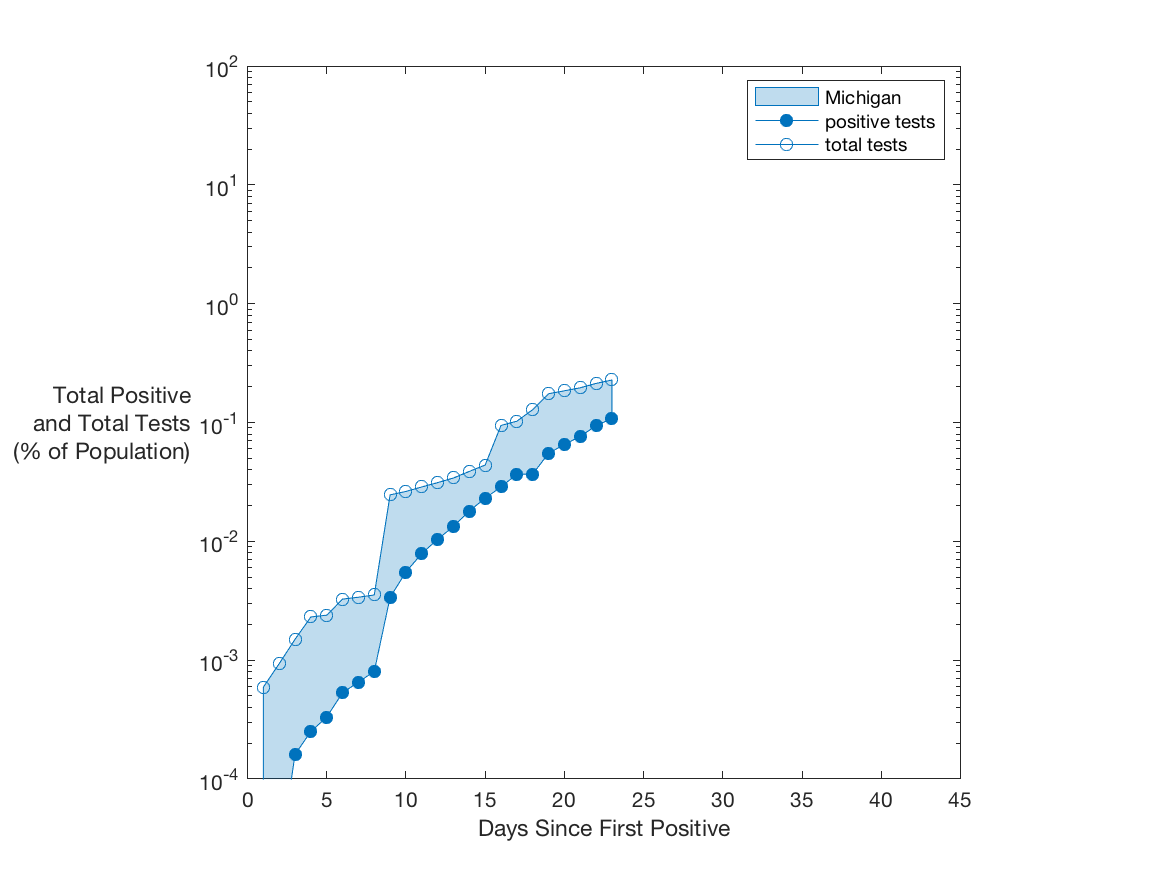 10^2
10^1
10^0
10^-1
10^-2
10^-3
10^-4
Total Positive
and Total Tests
(% of Population)
Michigan
positive tests
total tests
0 5 10 15 20 25 30 35 40 45
Days Since First Positive